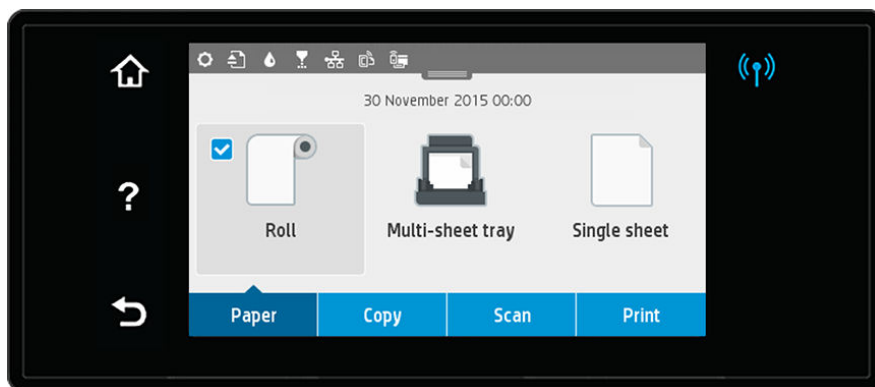 30 November 2015 00:00
Roll
Multi-sheet tray
Single sheet
Paper
Copy
Scan
Print